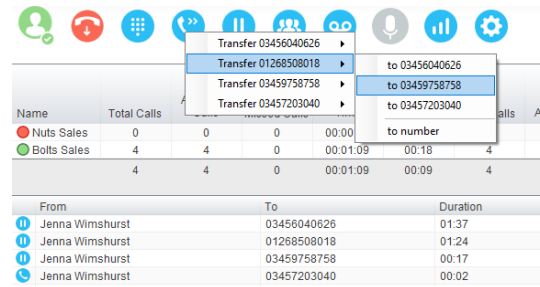 Transfer 03456040626
Transfer 01268508018
Transfer 03459758758
Transfer 03457203040
to 03456040626
to 03459758758
to 03457203040
to number
Name Total Calls A
Nuts Sales 0 0 0 00:00
Bolts Sales 4 4 0 00:01:09 00:18 4
4 4 0 00:01:09 00:09 4
From To Duration
Jenna Wimshurst 03456040626 01:37
Jenna Wimshurst 01268508018 01:24
Jenna Wimshurst 03459758758 00:17
Jenna Wimshurst 03457203040 00:02